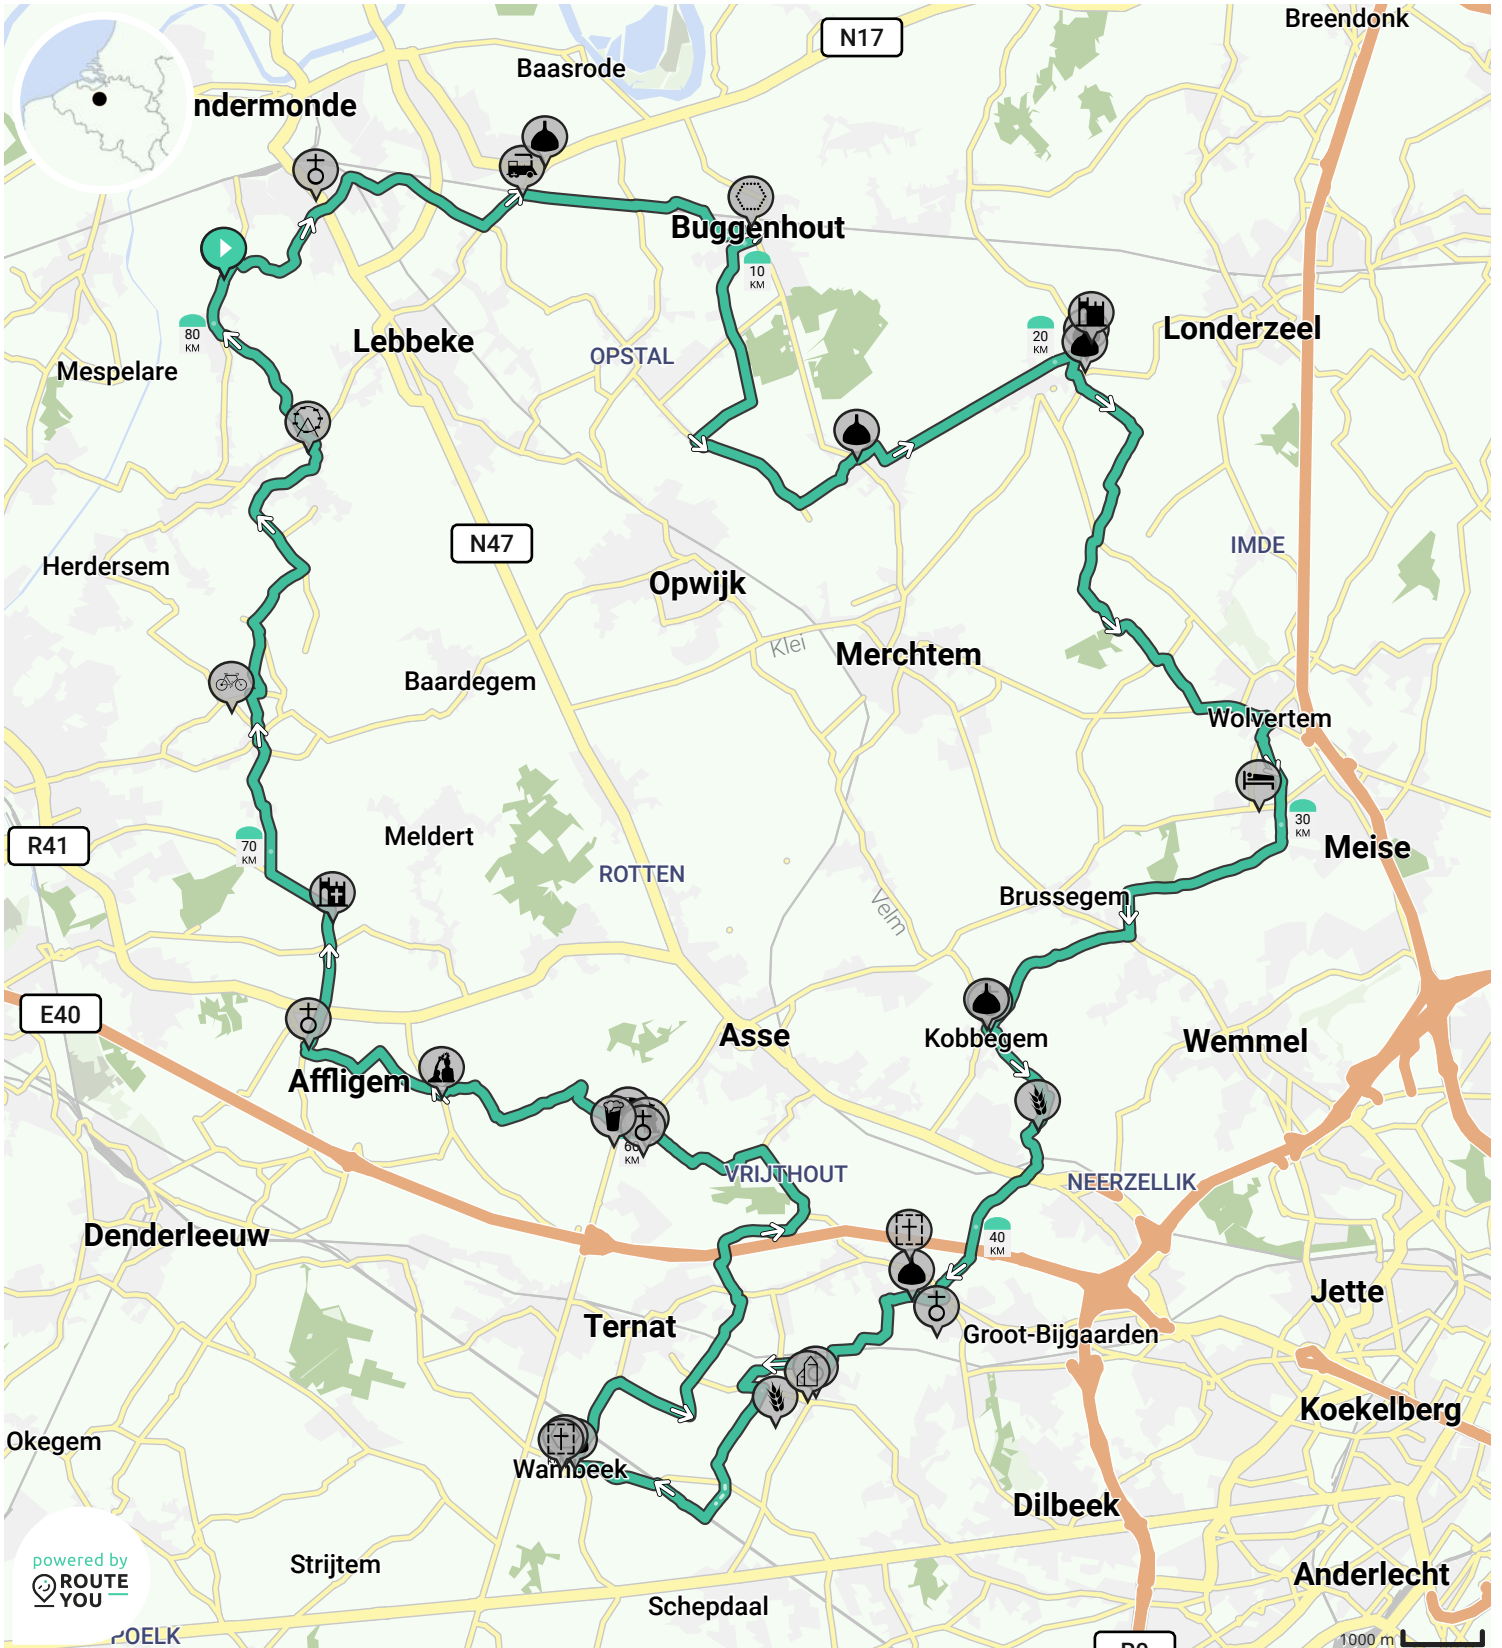 Breendonk
N17
Baasrode
ndermonde
Buggenhout
10
KM
20
KM
Londerzeel
80
KM
Lebbeke
OPSTAL
Mespelare
N47
IMDE
Herdersem
Opwijk
Klei
Merchtem
Baardegem
Wolvertem
30
KM
R41
70
KM
Meldert
Meise
ROTTEN
Brussegem
Velm
E40
Asse
Kobbegem
Wemmel
Affligem
60
KM
VRIJTHOUT
NEERZELLIK
Denderleeuw
40
KM
Jette
Ternat
Groot-Bijgaarden
Koekelberg
Okegem
Wambeek
Dilbeek
powered by
ROUTE
YOU
Strijtem
Anderlecht
Schepdaal
POELK
1000 m